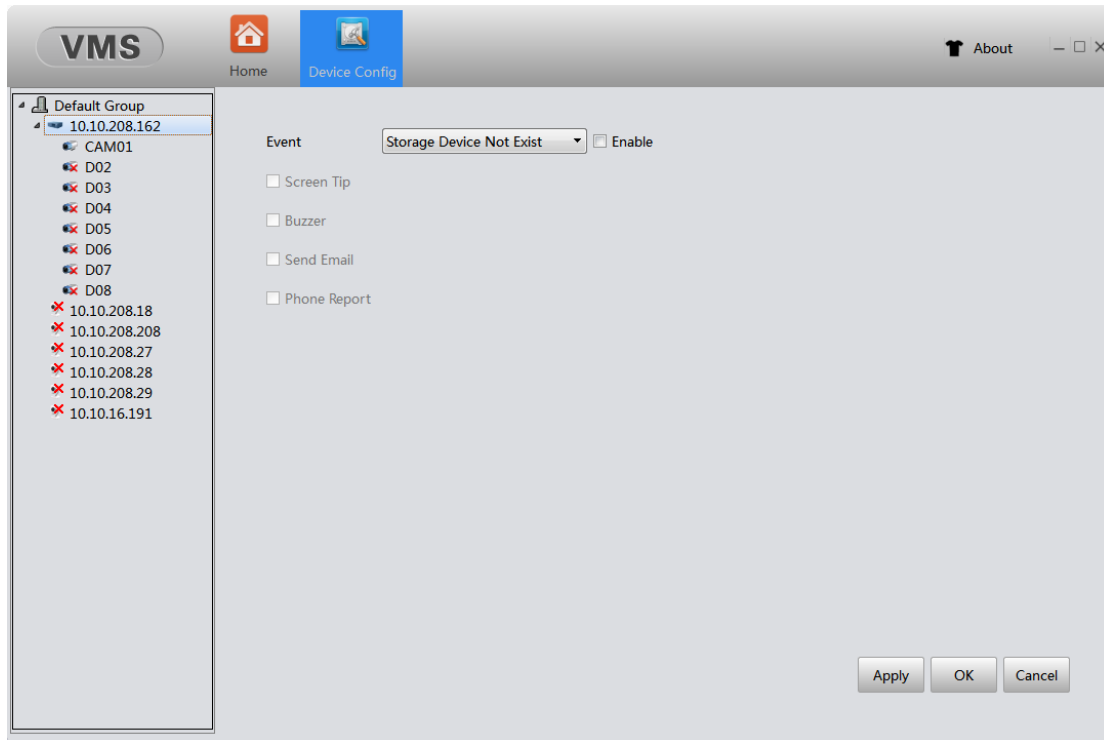 VMS
Home
Device Config
About
Default Group
10.10.208.162
CAM01
D02
D03
D04
D05
D06
D07
D08
10.10.208.18
10.10.208.208
10.10.208.27
10.10.208.28
10.10.208.29
10.10.16.191
Event Storage Device Not Exist Enable
Screen Tip
Buzzer
Send Email
Phone Report
Apply OK Cancel